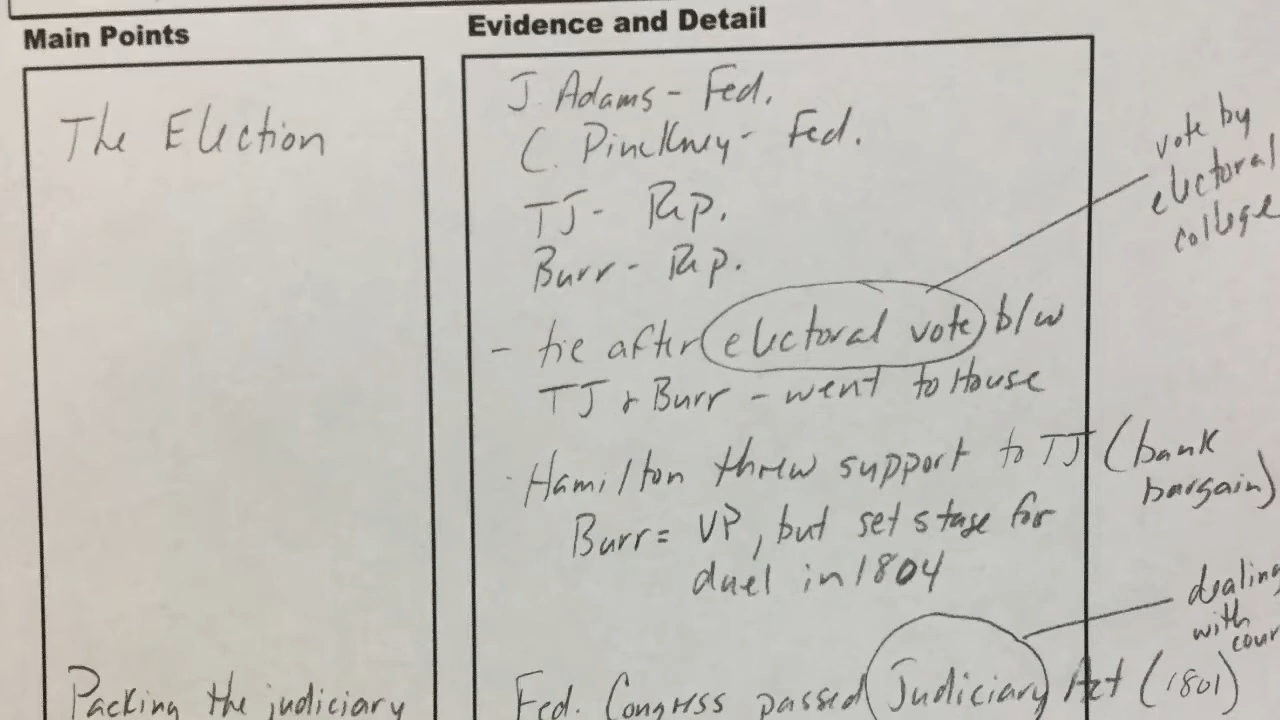 Main Points
Evidence and Detail
The Election
J Adams - Fed.
C. Pinckney - Fed.
TJ - Rep.
Burr - Rep.
- tie after electoral vote b/w
TJ + Burr - went to House
vote by
electoral
college
Hamilton threw support to TJ (bank
bargain)
Burr = VP, but set stage for
duel in 1804
dealing
with
cour
Packing the judiciary
Fed. Congress passed Judiciary Act (1801)